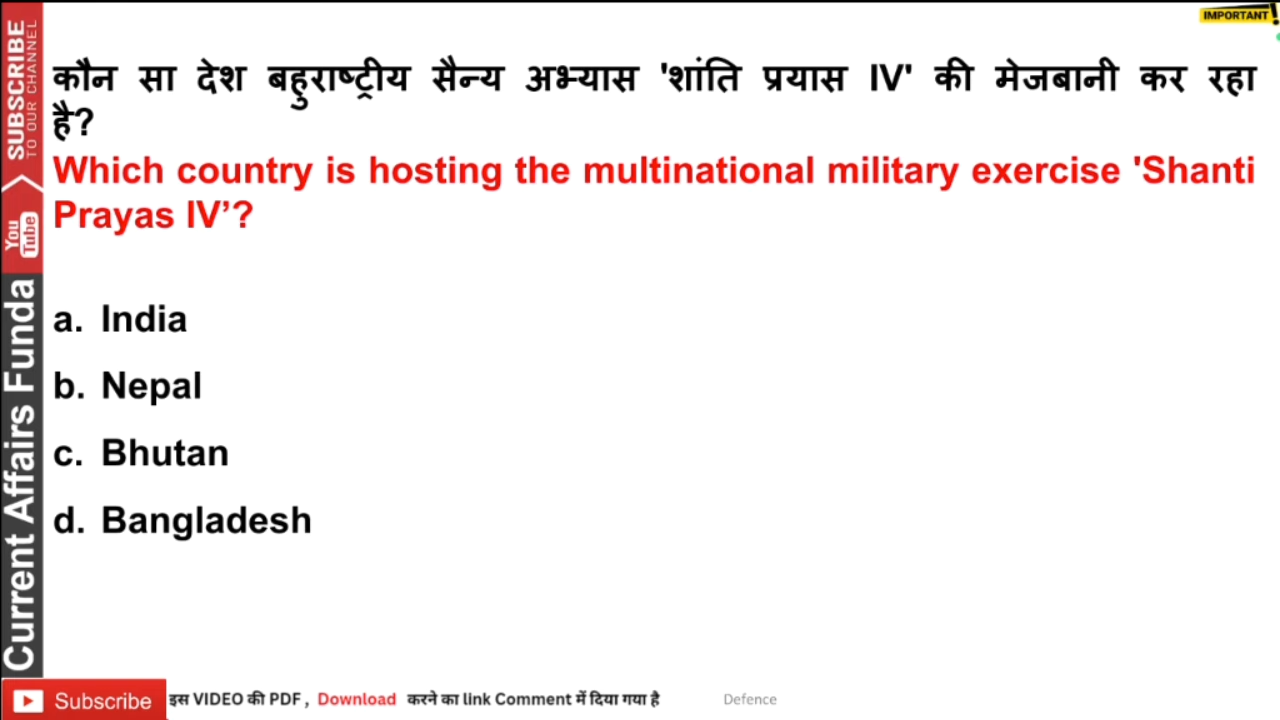 IMPORTANT!
कौन सा देश बहुराष्ट्रीय सैन्य अभ्यास 'शांति प्रयास IV' की मेजबानी कर रहा
है?
Which country is hosting the multinational military exercise 'Shanti
Prayas IV’?
a. India
b. Nepal
c. Bhutan
d. Bangladesh
SUBSCRIBE
TO OUR CHANNEL
You
Tube
Current Affairs Funda
Subscribe इस VIDEO की PDF , Download करने का link Comment में दिया गया है Defence